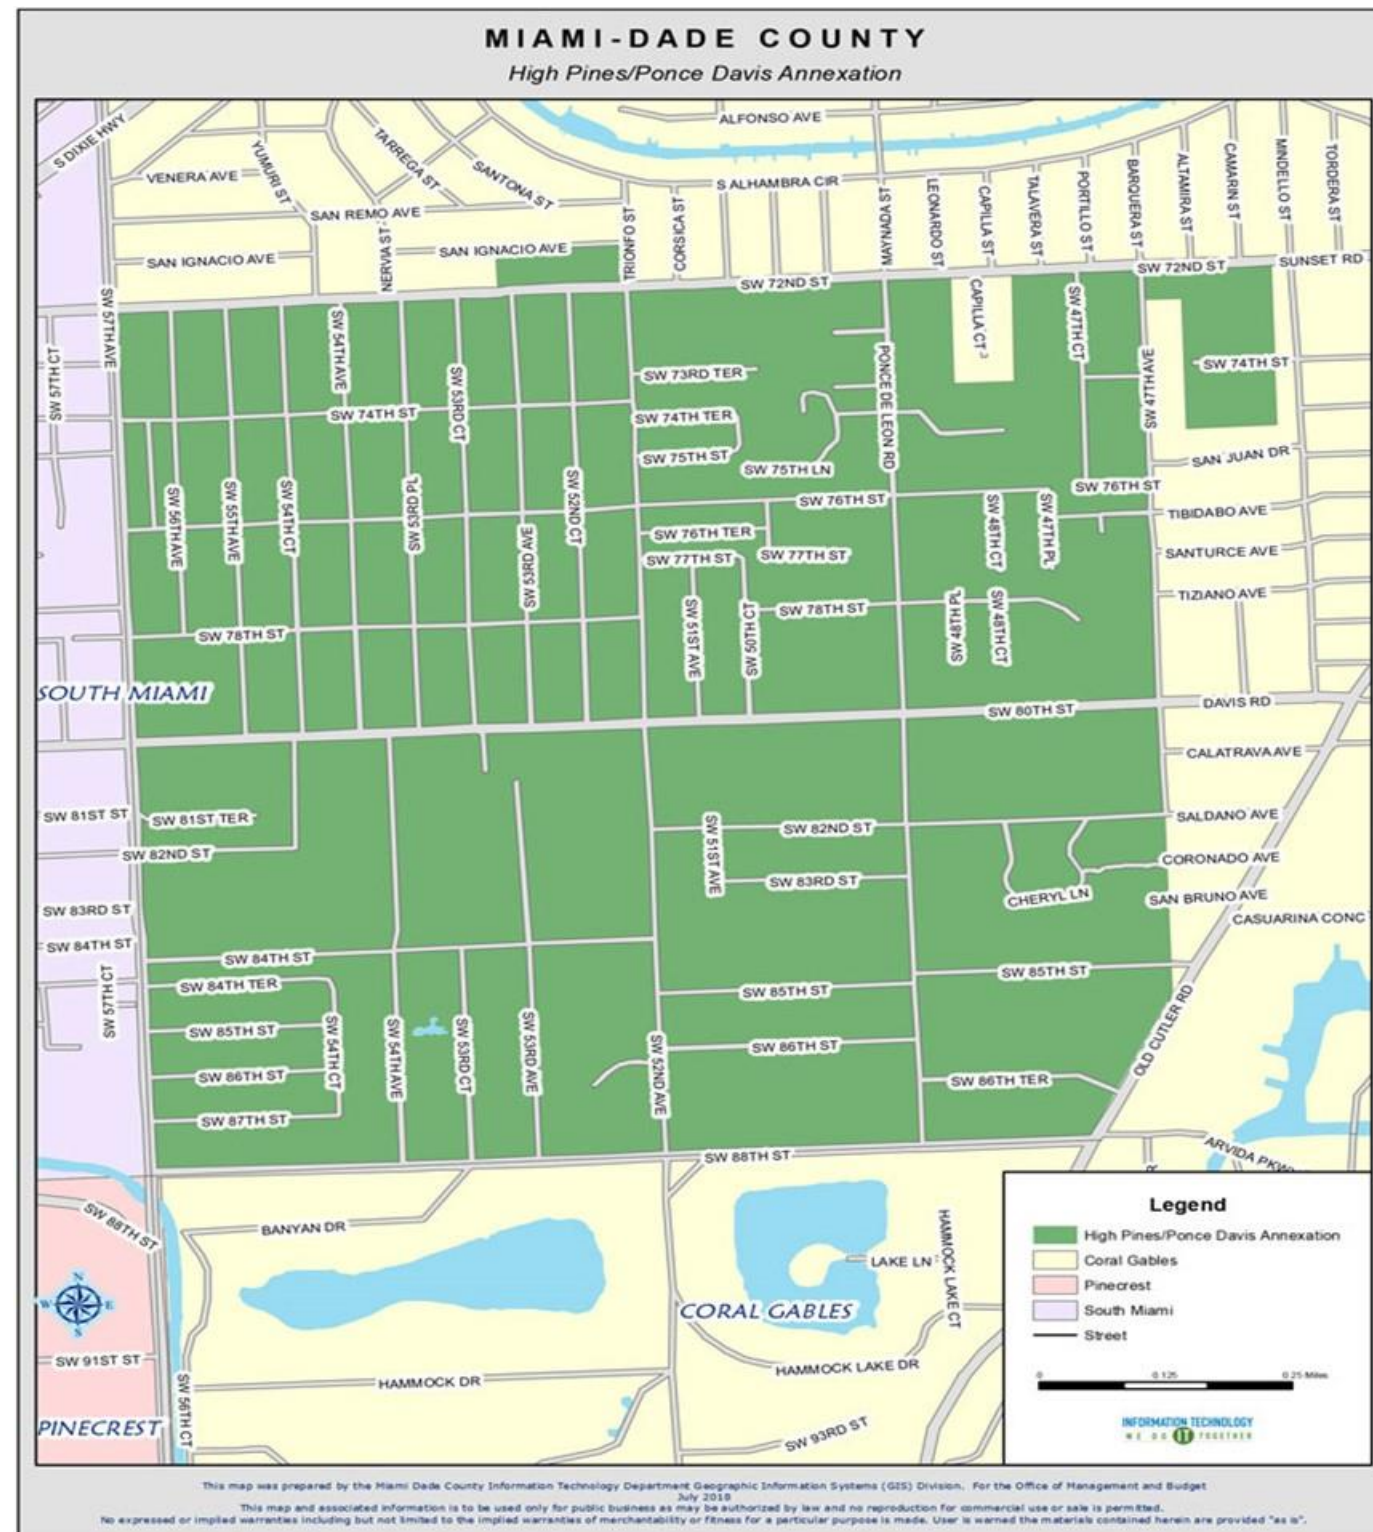 MIAMI-DADE COUNTY
High Pines/Ponce Davis Annexation
S DIXIE HWY
ALFONSO AVE
VENERA AVE
YUMURI ST
TARREGA ST
SANTONA ST
S ALHAMBRA CIR
SAN REMO AVE
NERVIA ST
SAN IGNACIO AVE
SAN IGNACIO AVE
TRIONFO ST
CORSICA ST
MAYNADA ST
LEONARDO ST
CAPILLA ST
TALAVERA ST
PORTILLO ST
BARQUERA ST
ALTAMIRA ST
CAMARIN ST
MINDELLO ST
TORDERA ST
SW 72ND ST
SW 72ND ST
SUNSET RD
SW 57TH AVE
SW 57TH CT
SW 54TH AVE
SW 53RD CT
SW 74TH ST
SW 73RD TER
SW 74TH TER
SW 75TH ST
SW 75TH LN
PONCE DE LEON RD
CAPILLA CT
SW 47TH CT
SW 47TH AVE
SW 74TH ST
SAN JUAN DR
SW 56TH AVE
SW 55TH AVE
SW 54TH CT
SW 53RD PL
SW 53RD AVE
SW 52ND CT
SW 76TH ST
SW 76TH ST
SW 76TH TER
SW 77TH ST
SW 77TH ST
SW 48TH CT
SW 47TH PL
TIBIDABO AVE
SANTURCE AVE
TIZIANO AVE
SW 78TH ST
SW 51ST AVE
SW 50TH CT
SW 78TH ST
SW 48TH PL
SW 48TH CT
SOUTH MIAMI
SW 80TH ST
DAVIS RD
CALATRAVA AVE
SW 81ST ST
SW 81ST TER
SW 82ND ST
SW 51ST AVE
SW 82ND ST
SALDANO AVE
SW 83RD ST
CORONADO AVE
CHERYL LN
SAN BRUNO AVE
CASUARINA CONC
SW 83RD ST
SW 84TH ST
SW 84TH ST
SW 84TH TER
SW 57TH CT
SW 85TH ST
SW 86TH ST
SW 87TH ST
SW 54TH CT
SW 54TH AVE
SW 53RD CT
SW 53RD AVE
SW 52ND AVE
SW 85TH ST
SW 85TH ST
SW 86TH ST
SW 86TH TER
OLD CUTLER RD
SW 88TH ST
ARVIDA PKWY
SW 88TH ST
BANYAN DR
LAKE LN
HAMMOCK LAKE CT
CORAL GABLES
HAMMOCK LAKE DR
HAMMOCK DR
SW 93RD ST
SW 91ST ST
SW 56TH CT
PINECREST
N
W E
S
Legend
High Pines/Ponce Davis Annexation
Coral Gables
Pinecrest
South Miami
Street
0 0.125 0.25 Miles
INFORMATION TECHNOLOGY
WE DO IT TOGETHER
This map was prepared by the Miami Dade County Information Technology Department Geographic Information Systems (GIS) Division. For the Office of Management and Budget
July 2018
This map and associated information is to be used only for public business as may be authorized by law and no reproduction for commercial use or sale is permitted.
No expressed or implied warranties including but not limited to the implied warranties of merchantability or fitness for a particular purpose is made. User is warned the materials contained herein are provided "as is".